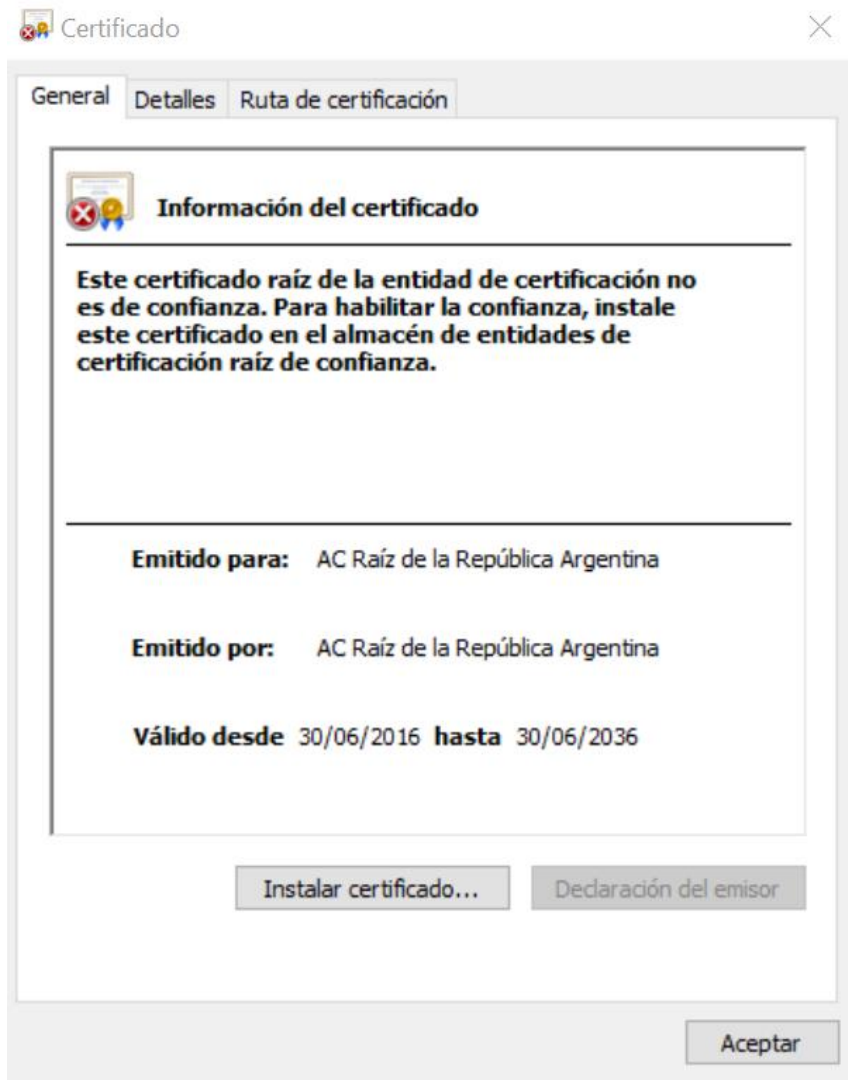 Certificado
General Detalles Ruta de certificación
Información del certificado
Este certificado raíz de la entidad de certificación no
es de confianza. Para habilitar la confianza, instale
este certificado en el almacén de entidades de
certificación raíz de confianza.
Emitido para: AC Raíz de la República Argentina
Emitido por: AC Raíz de la República Argentina
Válido desde 30/06/2016 hasta 30/06/2036
Instalar certificado... Declaración del emisor
Aceptar